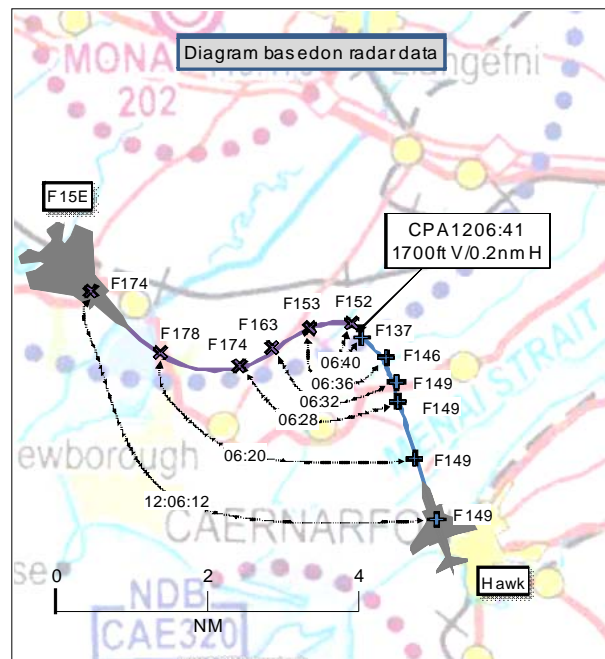 Diagram basedon radar data
MONA
202
angefni
F15E
CPA1206:41
1700ft V/0.2nm H
F174
F153
F152
F178
F163
F137
F174
06:40
F146
06:36
06:32
F149
06:28
F149
MENAI STRAIT
ewborough
06:20
F149
12:06:12
CAERNARFO
F149
se
0
2
4
Hawk
NM
NDB
CAE320